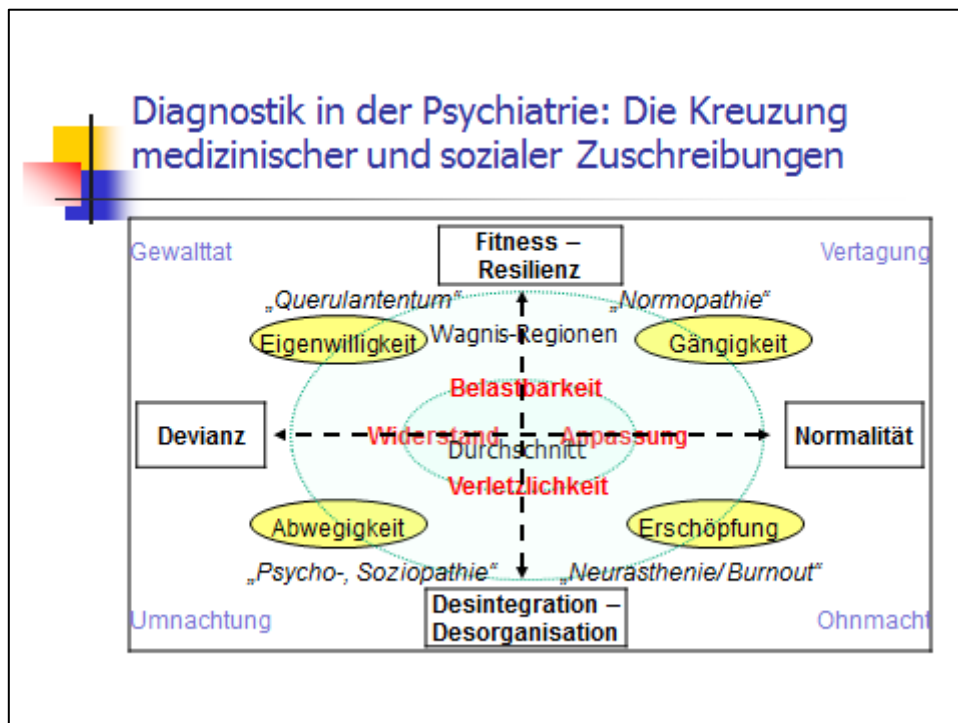 Diagnostik in der Psychiatrie: Die Kreuzung
medizinischer und sozialer Zuschreibungen
Gewalttat
Fitness –
Resilienz
Vertagung
„Querulantentum“
„Normopathie“
Eigenwilligkeit
Wagnis-Regionen
Gängigkeit
Belastbarkeit
Devianz
Widerstand
Anpassung
Normalität
Durchschnitt
Verletzlichkeit
Abwegigkeit
Erschöpfung
„Psycho-, Soziopathie“
„Neurasthenie/Burnout“
Umnachtung
Desintegration –
Desorganisation
Ohnmacht